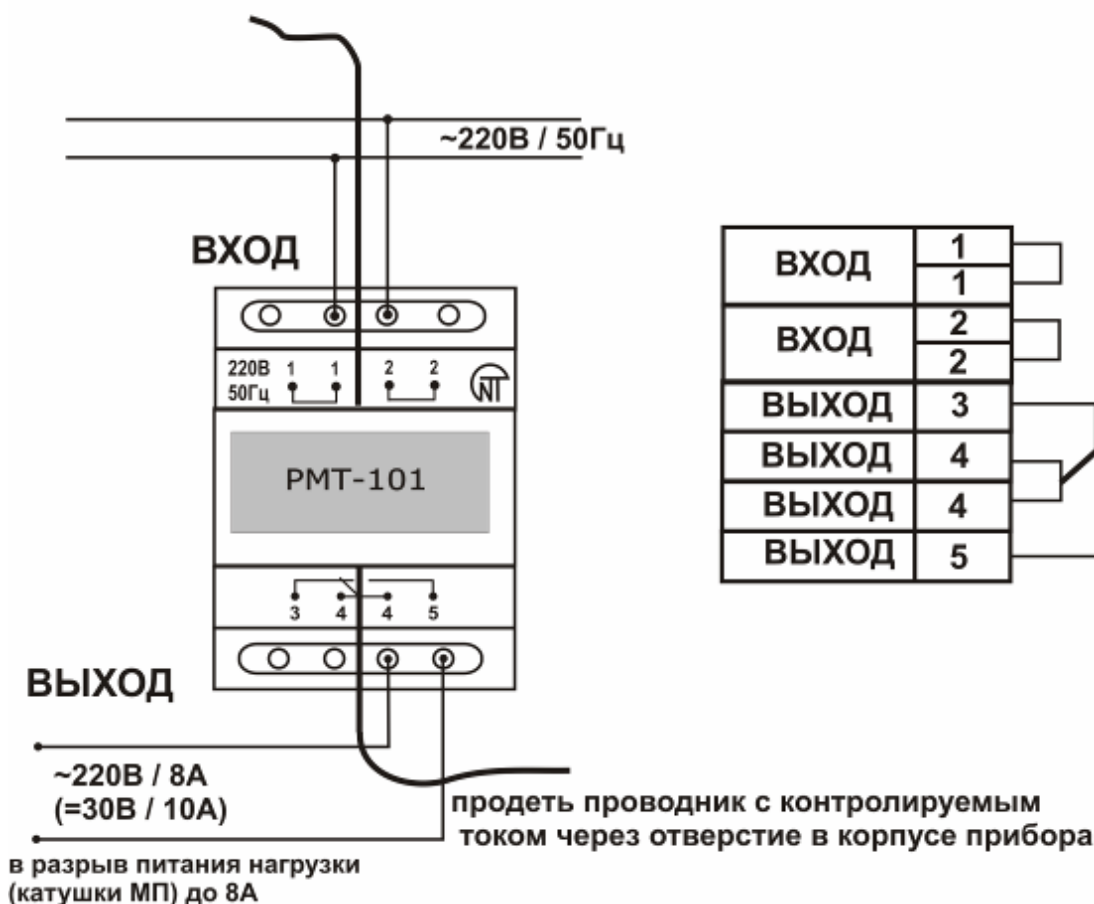 ~220В / 50Гц
ВХОД
220В 1 1 2 2
50Гц
NT
РМТ-101
3 4 4 5
ВЫХОД
~220В / 8А
(=30В / 10А)
в разрыв питания нагрузки
(катушки МП) до 8А
продеть проводник с контролируемым
током через отверстие в корпусе прибора
ВХОД 1
1
ВХОД 2
2
ВЫХОД 3
ВЫХОД 4
ВЫХОД 4
ВЫХОД 5